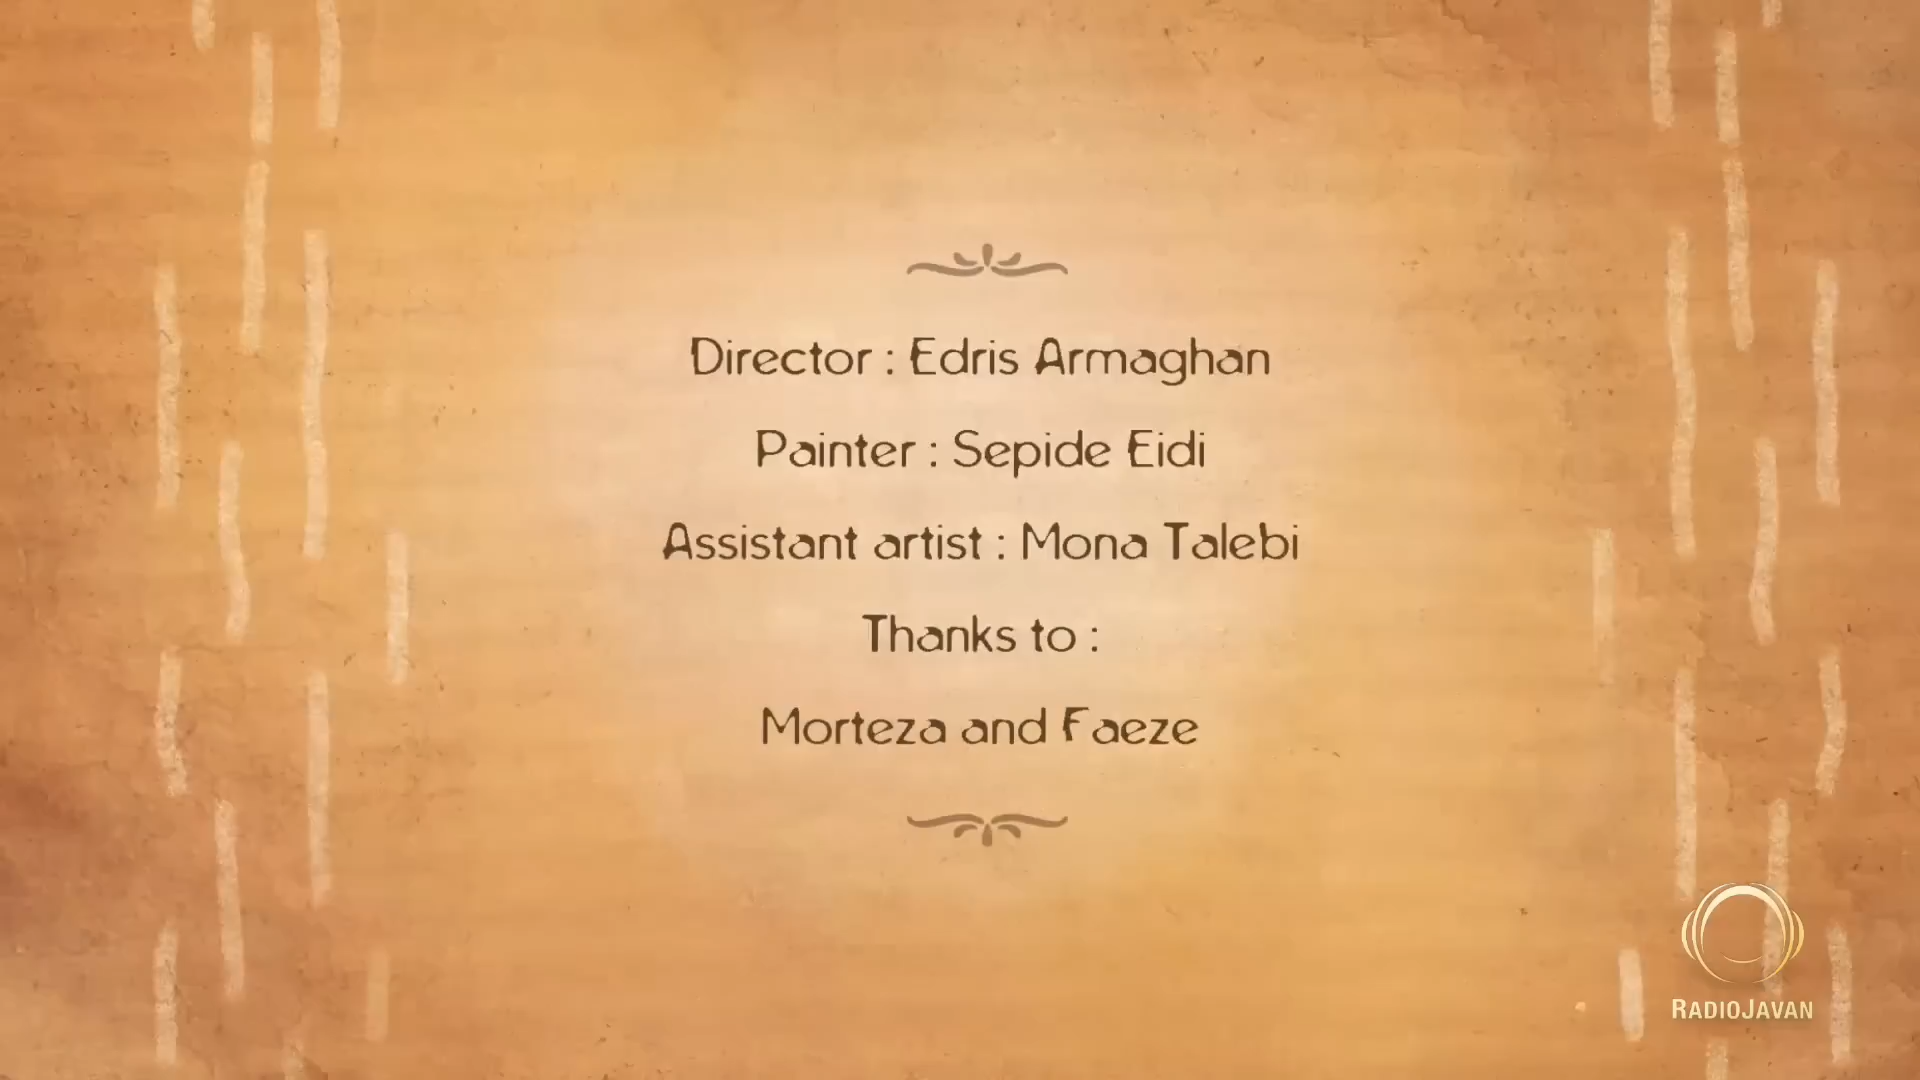 Director : Edris Armaghan
Painter : Sepide Eidi
Assistant artist : Mona Talebi
Thanks to :
Morteza and Faeze
RADIOJAVAN